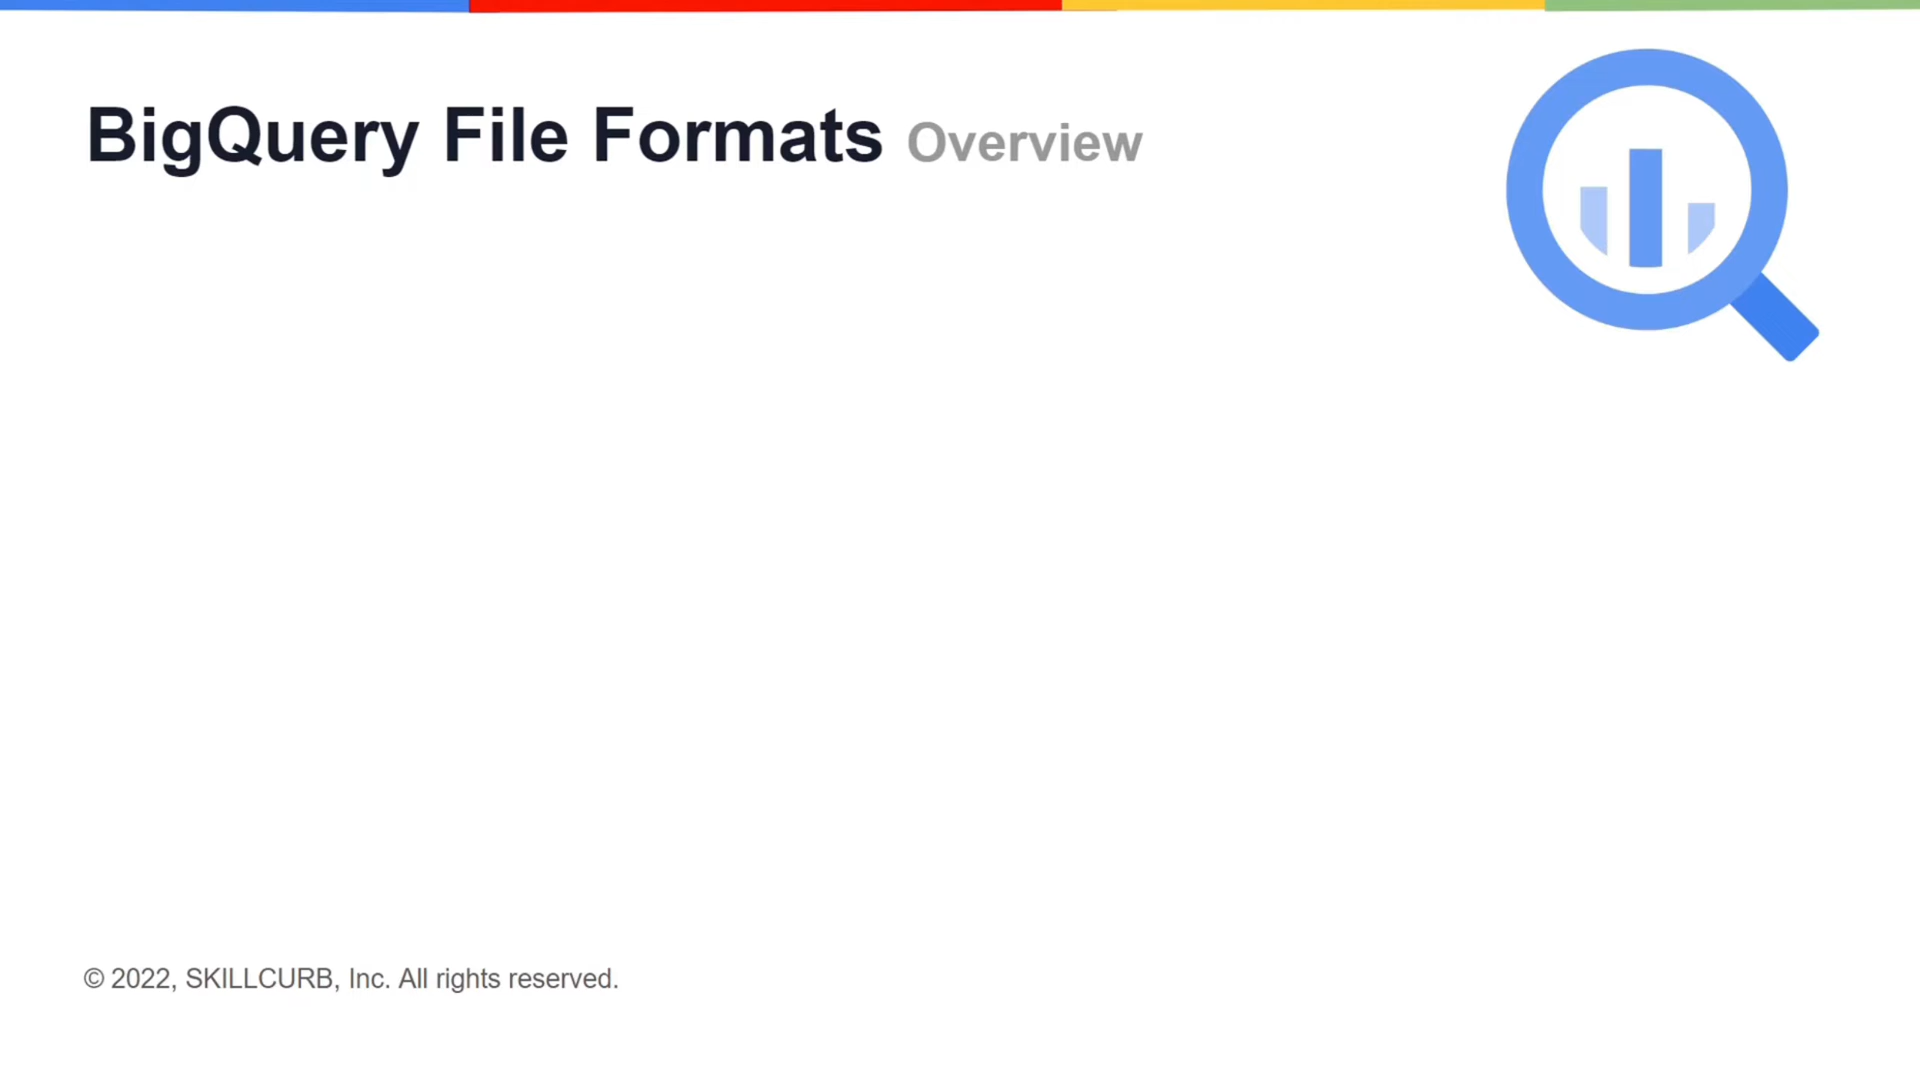 BigQuery File Formats Overview
© 2022, SKILLCURB, Inc. All rights reserved.